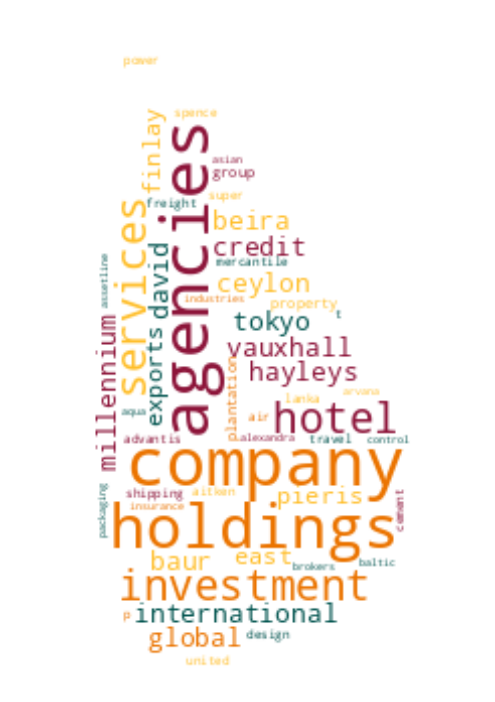 power
spence
finlay
agencies
asian
group
super
freight
services
beira
david
credit
mercantile
assetline
ceylon
industries
property
exports
tokyo
t
millennium
vauxhall
plantation
hayleys
arvana
lanka
aqua
air
hotel
advantis
alexandra
travel
control
company
packaging
shipping
aitken
pieris
cement
insurance
holdings
baur
east
brokers
baltic
investment
p
international
global
design
united